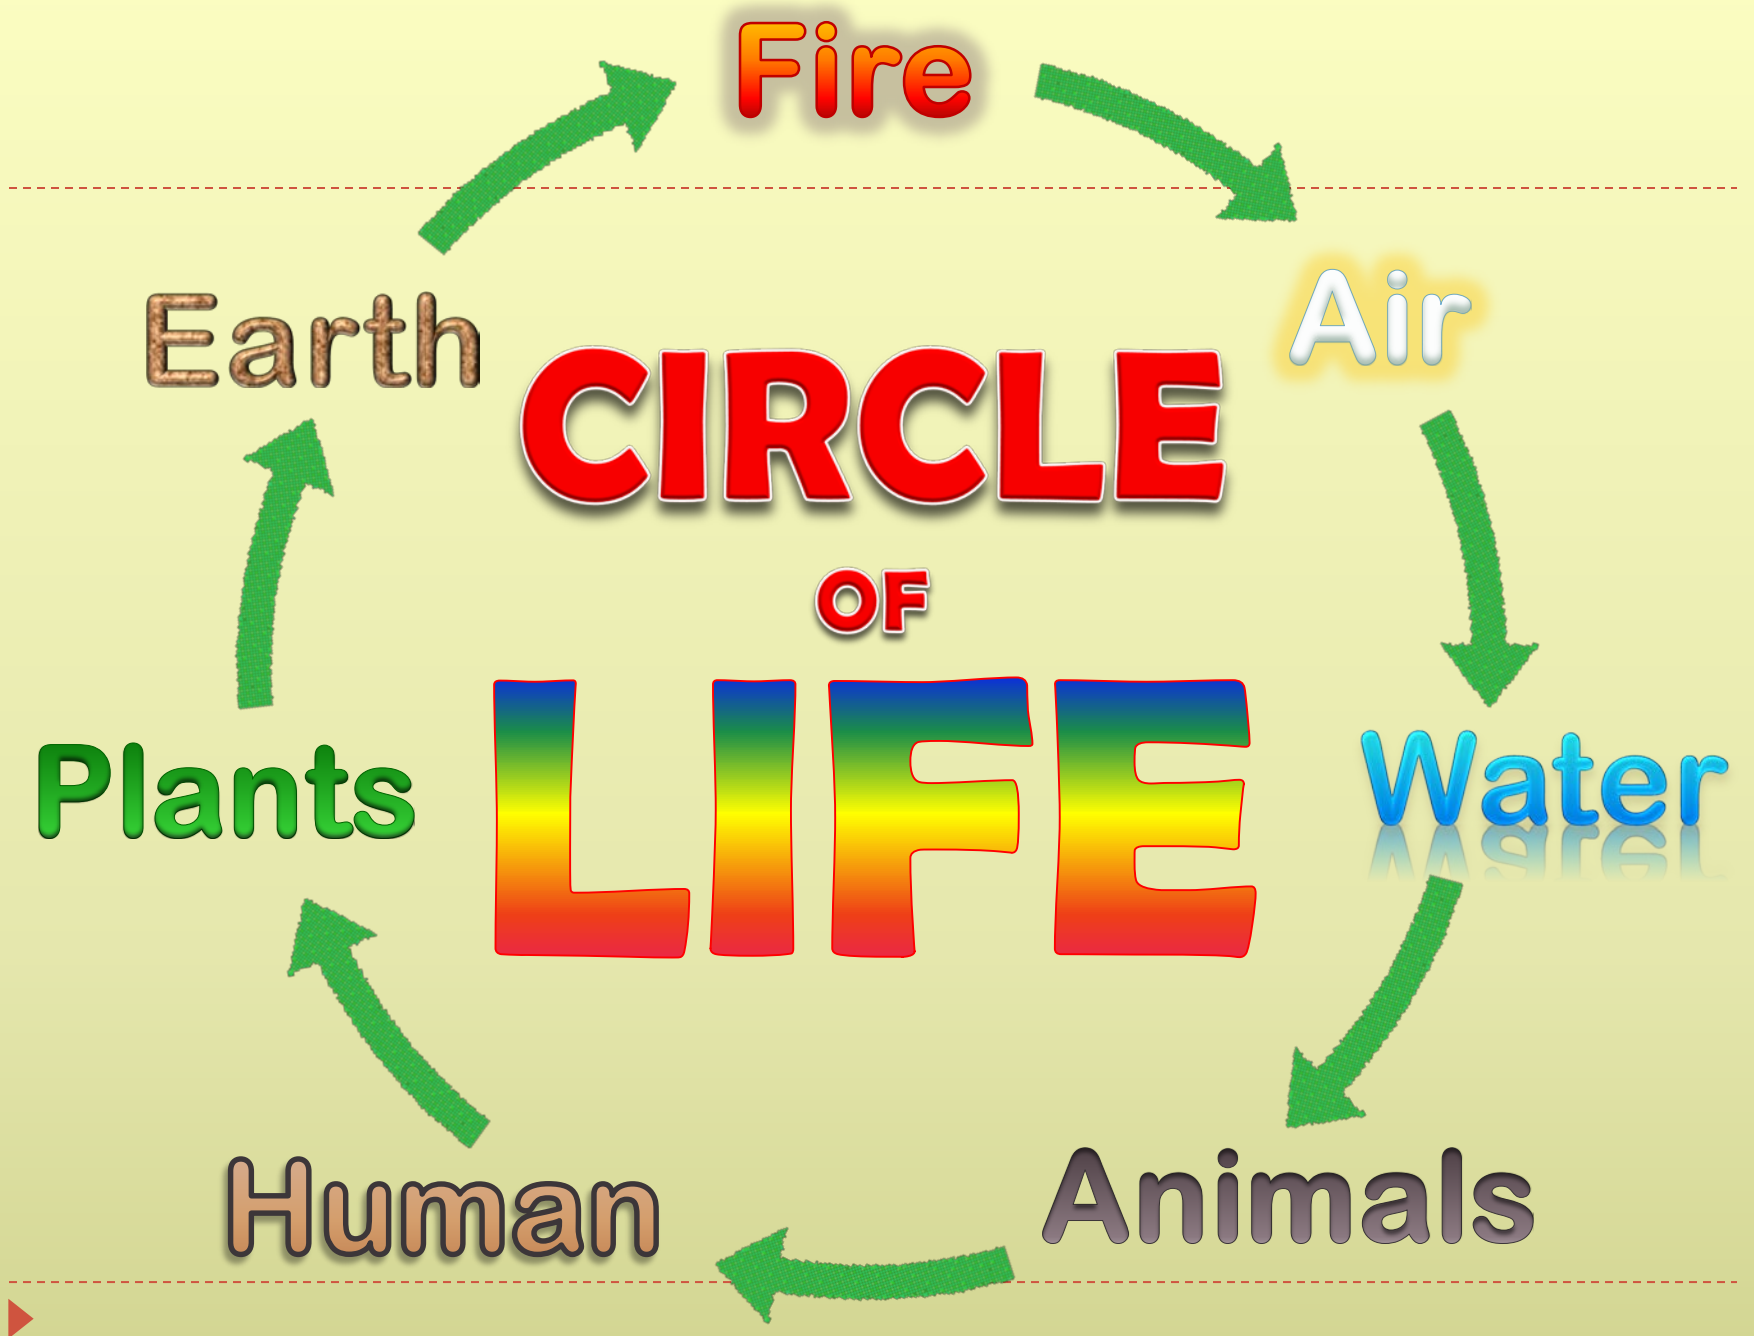 Fire
Air
Earth
CIRCLE
OF
LIFE
Plants
Water
Human
Animals